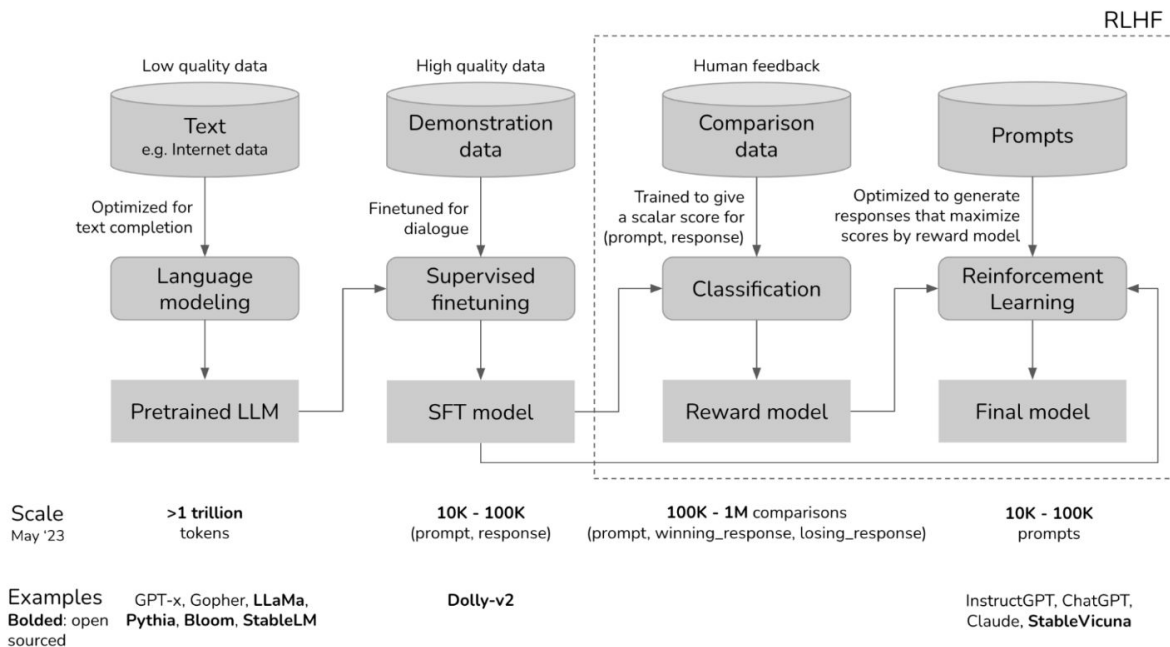 RLHF
Low quality data
High quality data
Human feedback
Text
e.g. Internet data
Demonstration
data
Comparison
data
Prompts
Optimized for
text completion
Finetuned for
dialogue
Trained to give
a scalar score for
(prompt, response)
Optimized to generate
responses that maximize
scores by reward model
Language
modeling
Supervised
finetuning
Classification
Reinforcement
Learning
Pretrained LLM
SFT model
Reward model
Final model
Scale
May ‘23
>1 trillion
tokens
10K - 100K
(prompt, response)
100K - 1M comparisons
(prompt, winning_response, losing_response)
10K - 100K
prompts
Examples
Bolded: open
sourced
GPT-x, Gopher, LLaMa,
Pythia, Bloom, StableLM
Dolly-v2
InstructGPT, ChatGPT,
Claude, StableVicuna